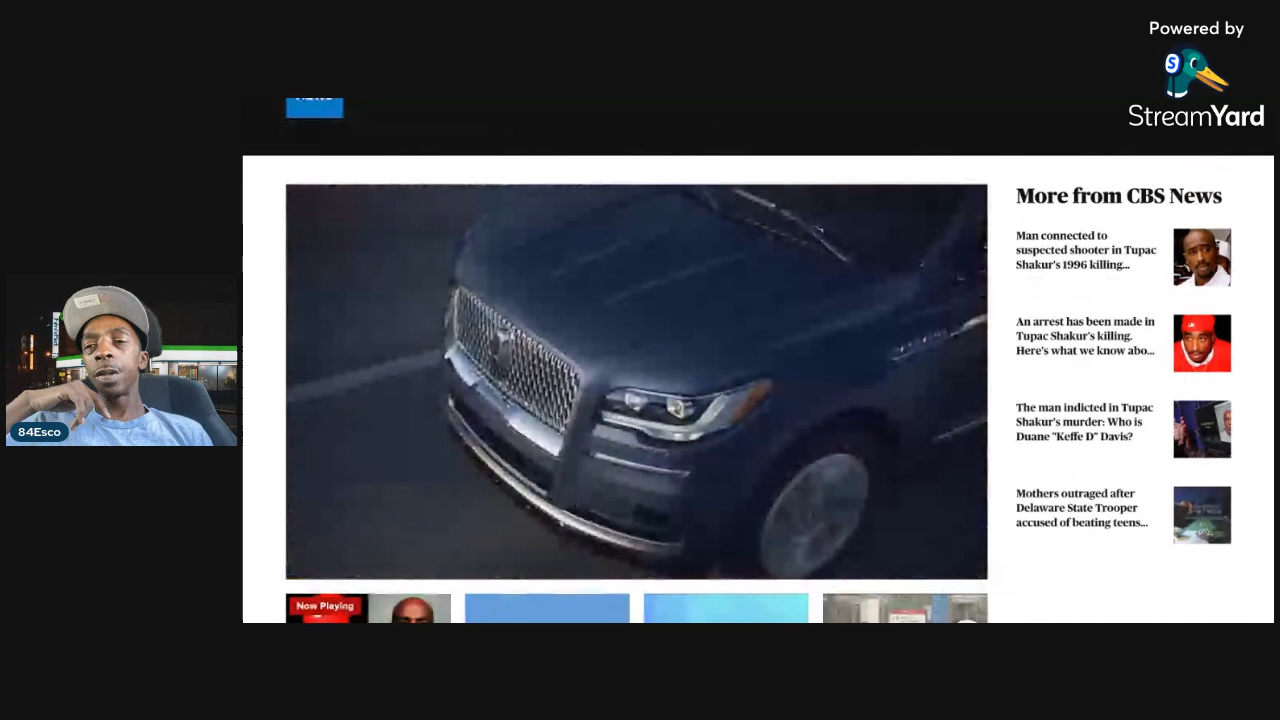 Powered by
StreamYard
More from CBS News
Man connected to
suspected shooter in Tupac
Shakur's 1996 killing...
An arrest has been made in
Tupac Shakur's killing.
Here's what we know abo...
The man indicted in Tupac
Shakur's murder: Who is
Duane "Keffe D" Davis?
Mothers outraged after
Delaware State Trooper
accused of beating teens...
84Esco
Now Playing